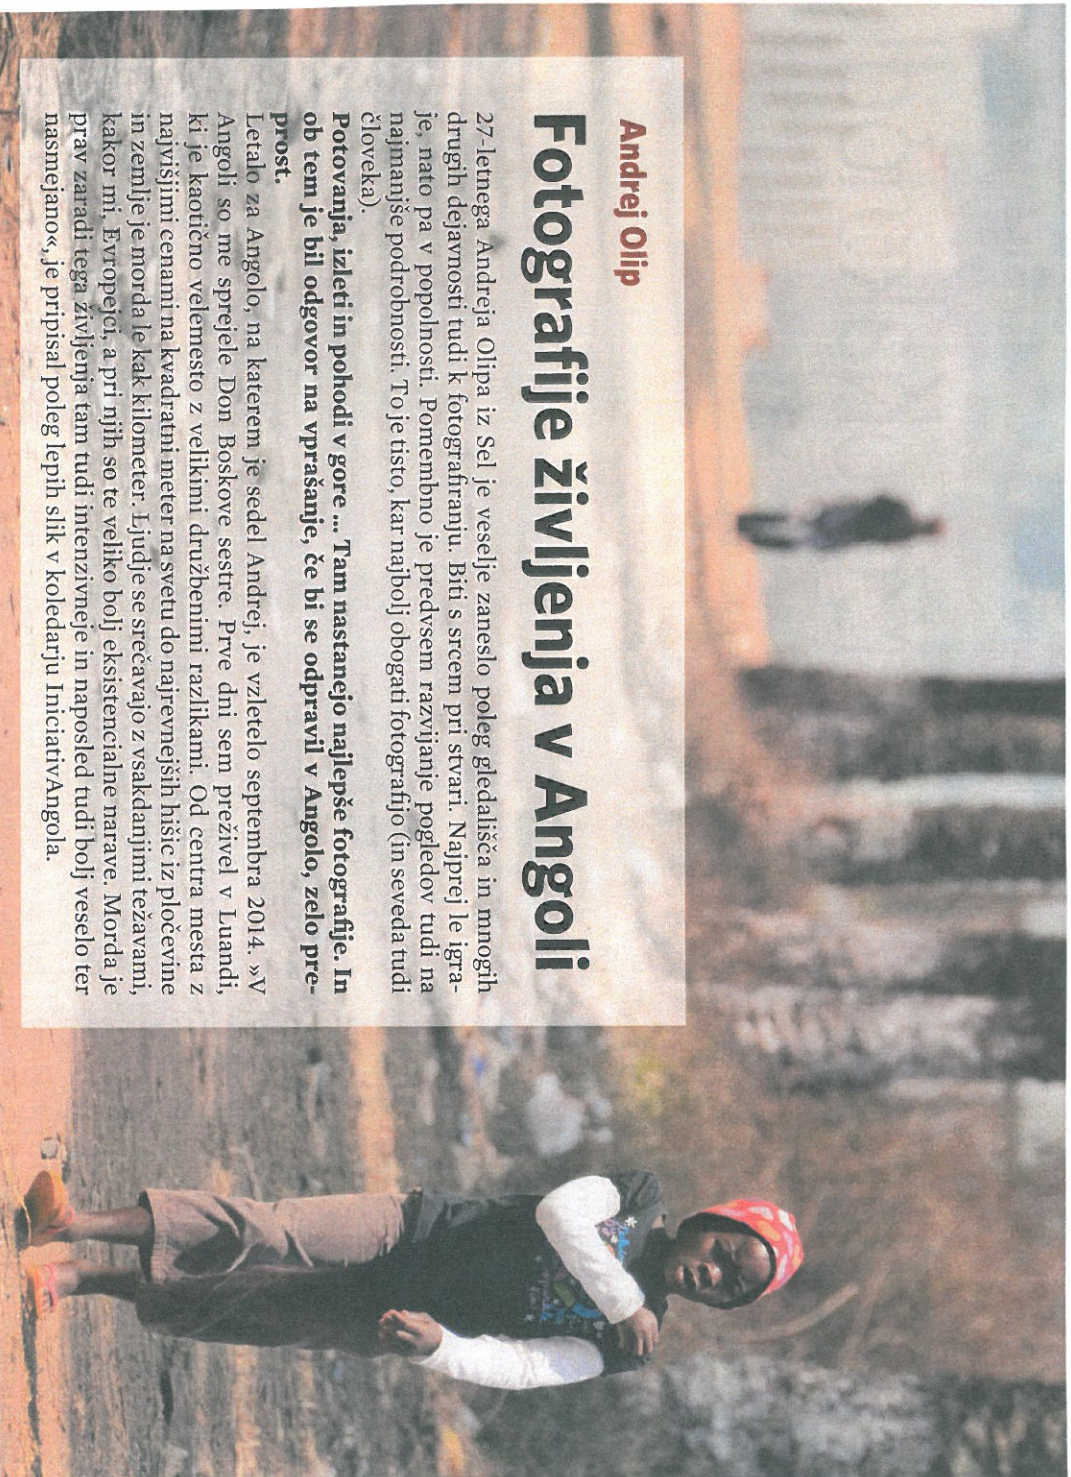 Andrej Olip
Fotografije življenja v Angoli
27-letnega Andreja Olipa iz Sel je veselje zaneslo poleg gledališča in mnogih
drugih dejavnosti tudi k fotografiranju. Biti s srcem pri stvari. Najprej le igra-
je, nato pa v popolnosti. Pomembno je predvsem razvijanje pogledov tudi na
najmanjše podrobnosti. To je tisto, kar najbolj obogati fotografijo (in seveda tudi
človeka).
Potovanja, izleti in pohodi v gore ... Tam nastanejo najlepše fotografije. In
ob tem je bil odgovor na vprašanje, če bi se odpravil v Angolo, zelo pre-
prost.
Letalo za Angolo, na katerem je sedel Andrej, je vzletelo septembra 2014. »V
Angoli so me sprejele Don Boskove sestre. Prve dni sem preživel v Luandi,
ki je kaotično velemesto z velikimi družbenimi razlikami. Od centra mesta z
najvišjimi cenami na kvadratni meter na svetu do najrevnejših hišic iz pločevine
in zemlje je morda le kak kilometer. Ljudje se srečavajo z vsakdanjimi težavami,
kakor mi, Evropejci, a pri njih so te veliko bolj eksistencialne narave. Morda je
prav zaradi tega življenja tam tudi intenzivneje in naposled tudi bolj veselo ter
nasmejano«, je pripisal poleg lepih slik v koledarju IniciativAngola.